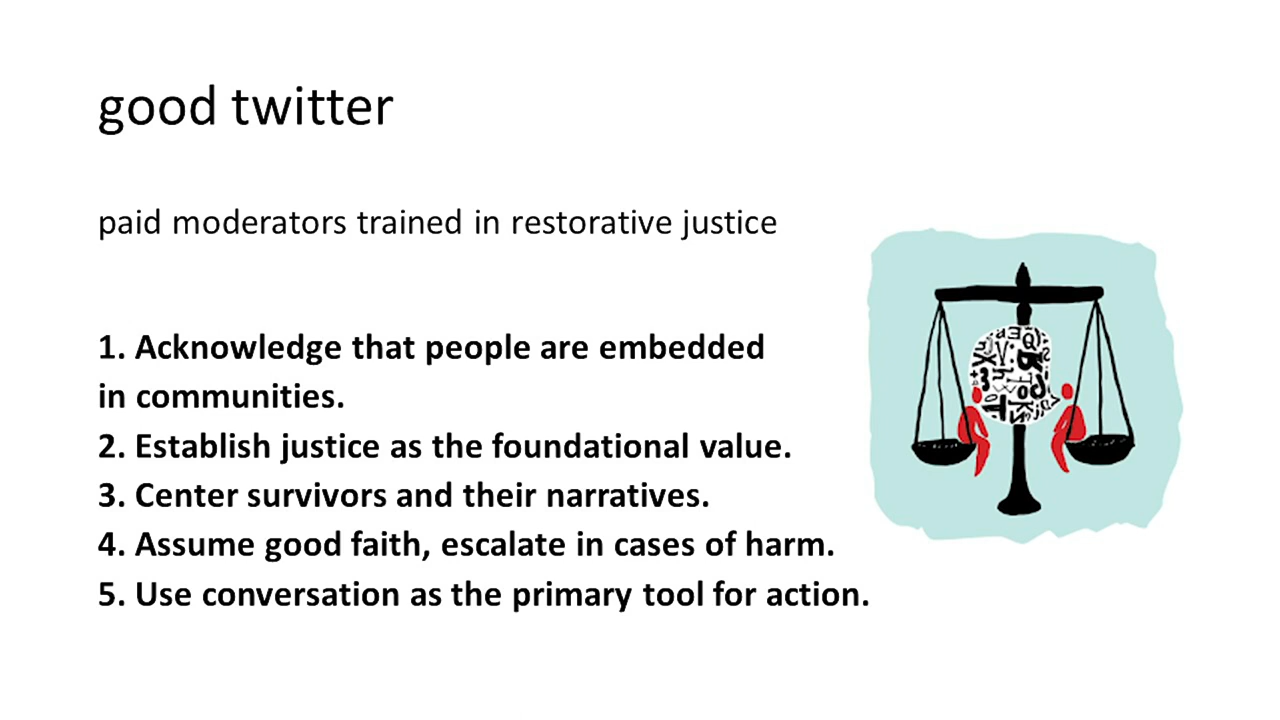 good twitter
paid moderators trained in restorative justice
1. Acknowledge that people are embedded
in communities.
2. Establish justice as the foundational value.
3. Center survivors and their narratives.
4. Assume good faith, escalate in cases of harm.
5. Use conversation as the primary tool for action.